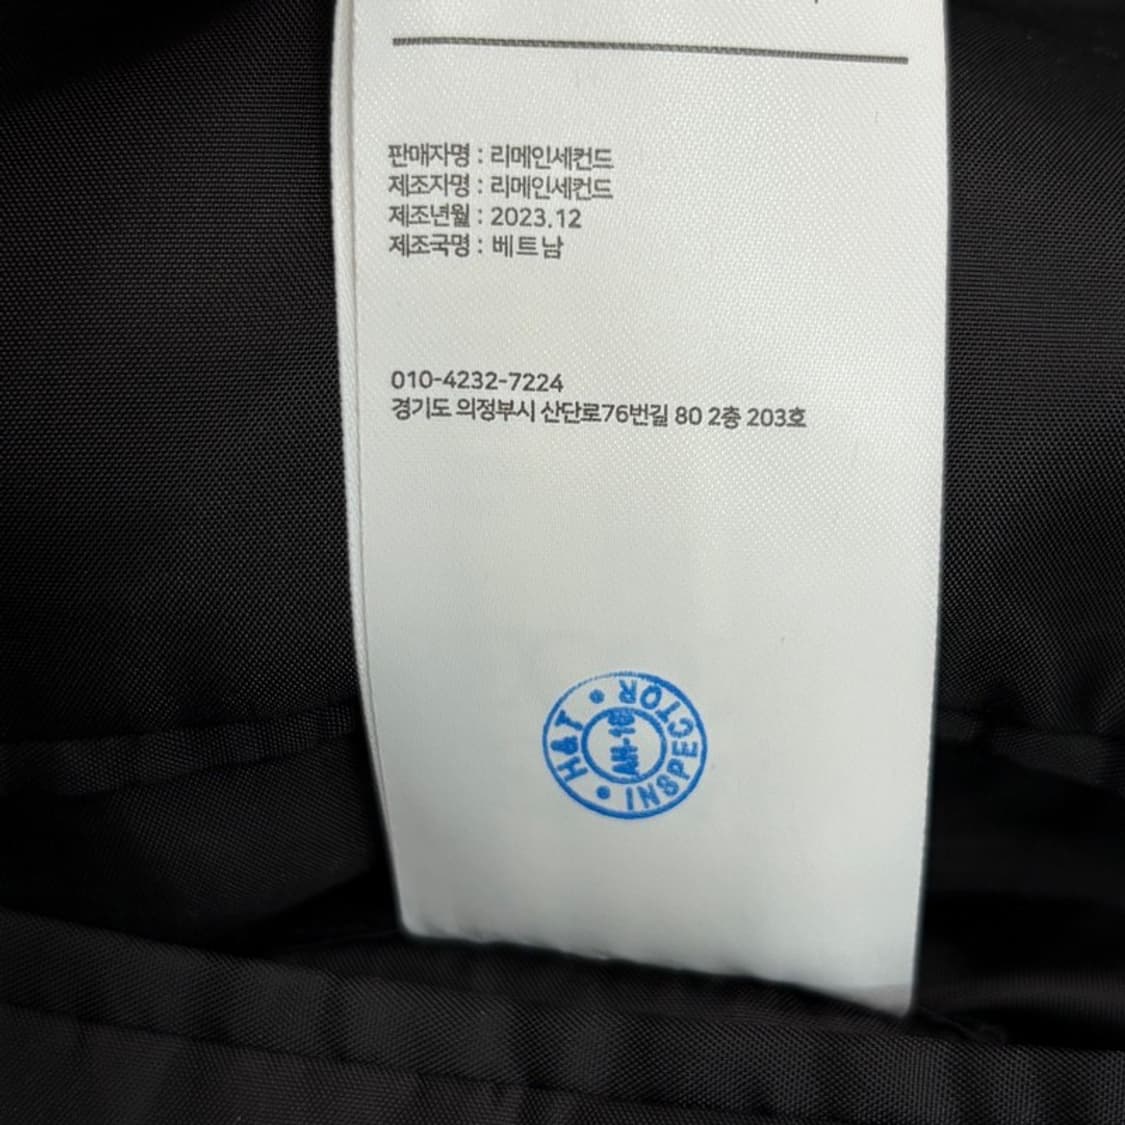 판매자명 : 리메인세컨드
제조자명 : 리메인세컨드
제조년월 : 2023.12
제조국명 : 베트남
010-4232-7224
경기도 의정부시 산단로76번길 80 2층 203호
H&T • INSPECTOR •
AH-18